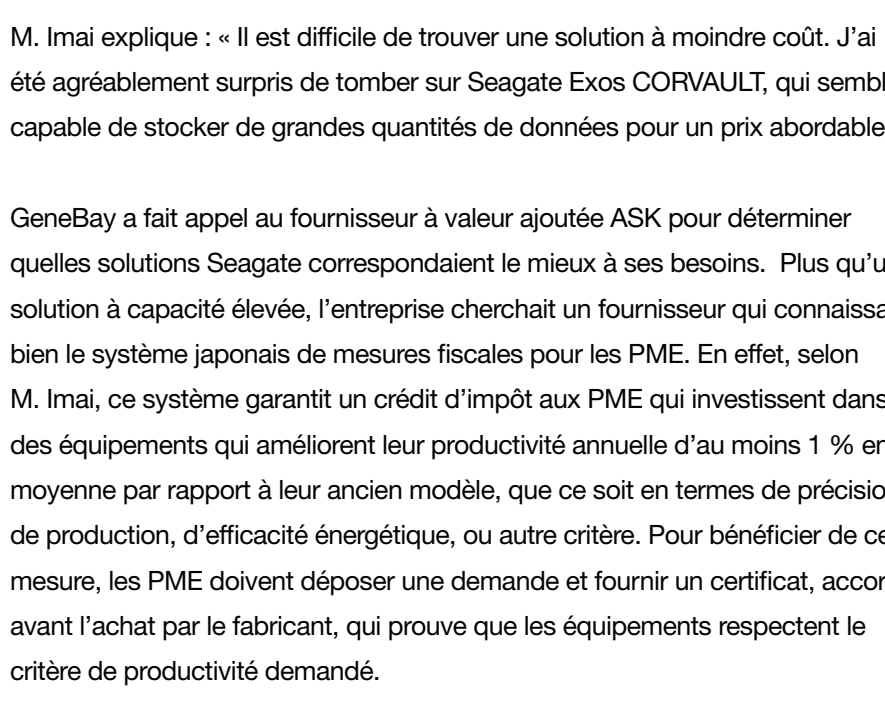 M. Imai explique : « Il est difficile de trouver une solution à moindre coût. J’ai
été agréablement surpris de tomber sur Seagate Exos CORVAULT, qui
capable de stocker de grandes quantités de données pour un prix abordable
GeneBay a fait appel au fournisseur à valeur ajoutée ASK pour déterminer
quelles solutions Seagate correspondaient le mieux à ses besoins.  Plus
solution à capacité élevée, l’entreprise cherchait un fournisseur qui
bien le système japonais de mesures fiscales pour les PME. En effet, selon
M. Imai, ce système garantit un crédit d’impôt aux PME qui investissent dans
des équipements qui améliorent leur productivité annuelle d’au moins 1 %
moyenne par rapport à leur ancien modèle, que ce soit en termes de
de production, d’efficacité énergétique, ou autre critère. Pour bénéficier de
mesure, les PME doivent déposer une demande et fournir un certificat,
avant l’achat par le fabricant, qui prouve que les équipements respectent le
critère de productivité demandé.